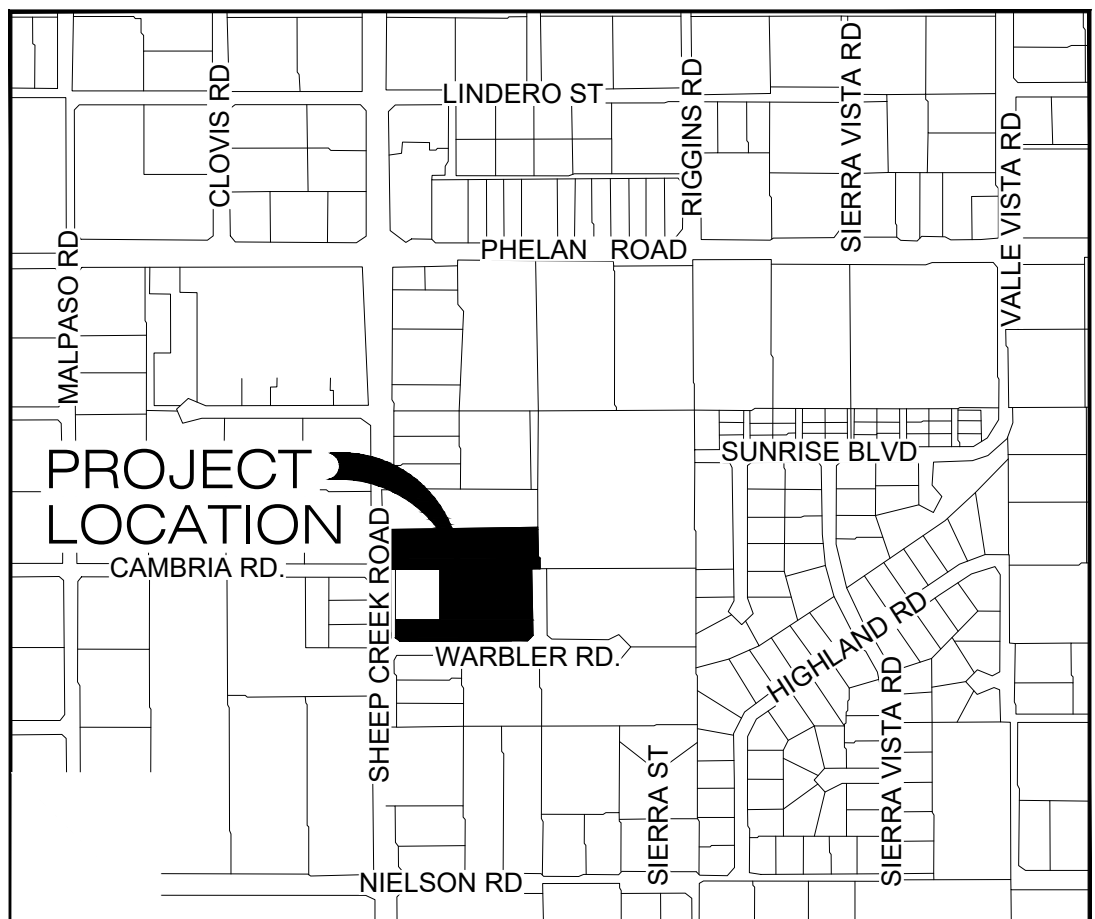 LINDERO ST
CLOVIS RD
RIGGINS RD
SIERRA VISTA RD
VALLE VISTA RD
PHELAN ROAD
MALPASO RD
SUNRISE BLVD
PROJECT
LOCATION
CAMBRIA RD.
SHEEP CREEK ROAD
WARBLER RD.
HIGHLAND RD
SIERRA ST
SIERRA VISTA RD
NIELSON RD